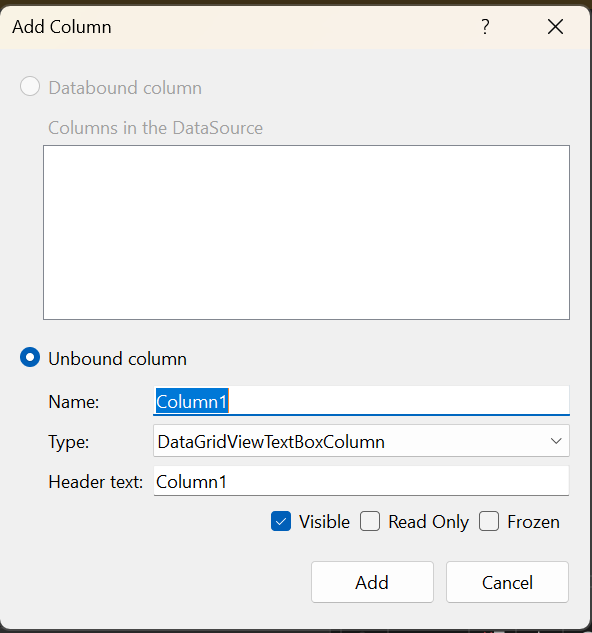 Add Column ?
Databound column
Columns in the DataSource
Unbound column
Name: Column1
Type: DataGridViewTextBoxColumn
Header text: Column1
Visible Read Only Frozen
Add Cancel